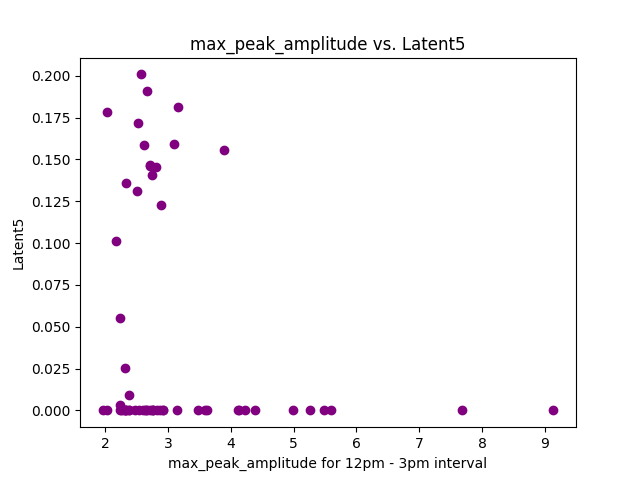 max_peak_amplitude vs. Latent5
0.200
0.175
0.150
0.125
0.100
0.075
0.050
0.025
0.000
Latent5
2 3 4 5 6 7 8 9
max_peak_amplitude for 12pm - 3pm interval